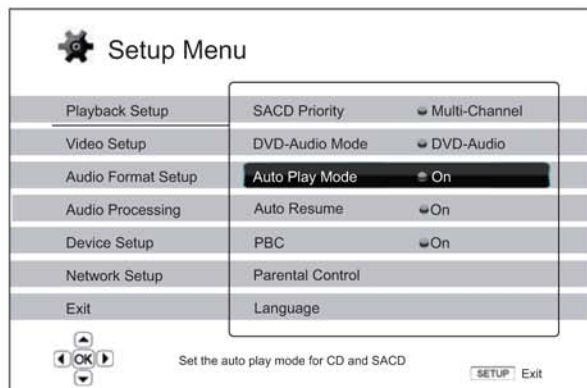 Setup Menu
Playback Setup
Video Setup
Audio Format Setup
Audio Processing
Device Setup
Network Setup
Exit
SACD Priority Multi-Channel
DVD-Audio Mode DVD-Audio
Auto Play Mode On
Auto Resume On
PBC On
Parental Control
Language
OK
Set the auto play mode for CD and SACD
SETUP Exit